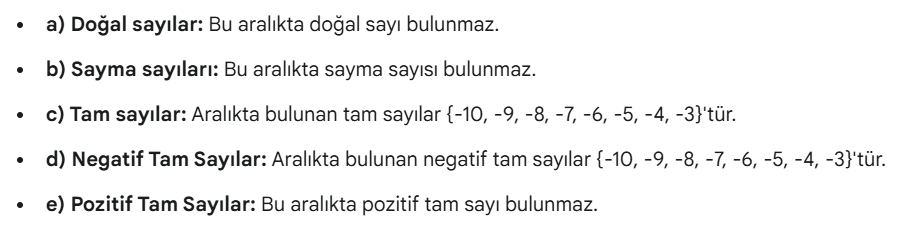 • a) Doğal sayılar: Bu aralıkta doğal sayı bulunmaz.
• b) Sayma sayıları: Bu aralıkta sayma sayısı bulunmaz.
• c) Tam sayılar: Aralıkta bulunan tam sayılar {-10, -9, -8, -7, -6, -5, -4, -3}'tür.
• d) Negatif Tam Sayılar: Aralıkta bulunan negatif tam sayılar {-10, -9, -8, -7, -6, -5, -4, -3}'tür.
• e) Pozitif Tam Sayılar: Bu aralıkta pozitif tam sayı bulunmaz.